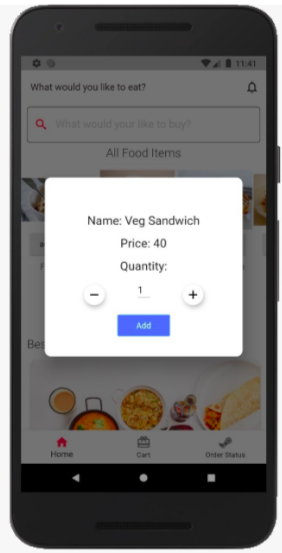 11:41
What would you like to eat?
What would your like to buy?
All Food Items
Name: Veg Sandwich
Price: 40
Quantity:
− 1 +
Add
Bes
Home Cart Order Status